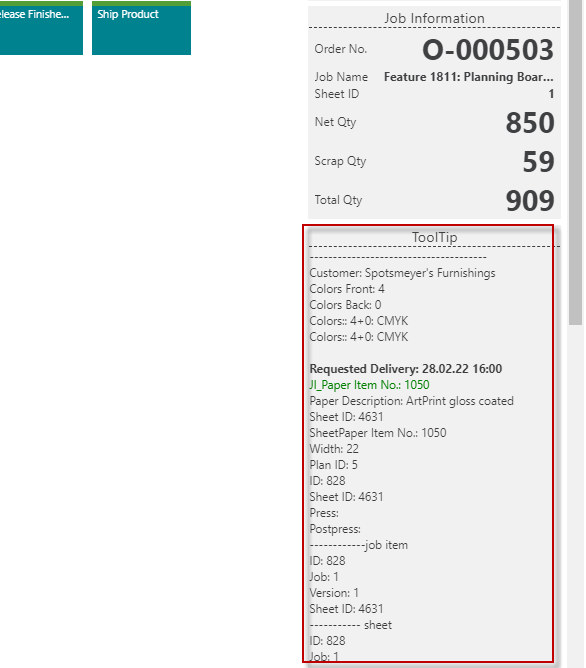 elease Finishe...
Ship Product
Job Information
Order No. O-000503
Job Name Feature 1811: Planning Boar...
Sheet ID 1
Net Qty 850
Scrap Qty 59
Total Qty 909
ToolTip
-------------------------------------
Customer: Spotsmeyer's Furnishings
Colors Front: 4
Colors Back: 0
Colors:: 4+0: CMYK
Colors:: 4+0: CMYK
Requested Delivery: 28.02.22 16:00
JI_Paper Item No.: 1050
Paper Description: ArtPrint gloss coated
Sheet ID: 4631
SheetPaper Item No.: 1050
Width: 22
Plan ID: 5
ID: 828
Sheet ID: 4631
Press:
Postpress:
------------job item
ID: 828
Job: 1
Version: 1
Sheet ID: 4631
----------- sheet
ID: 828
Job: 1